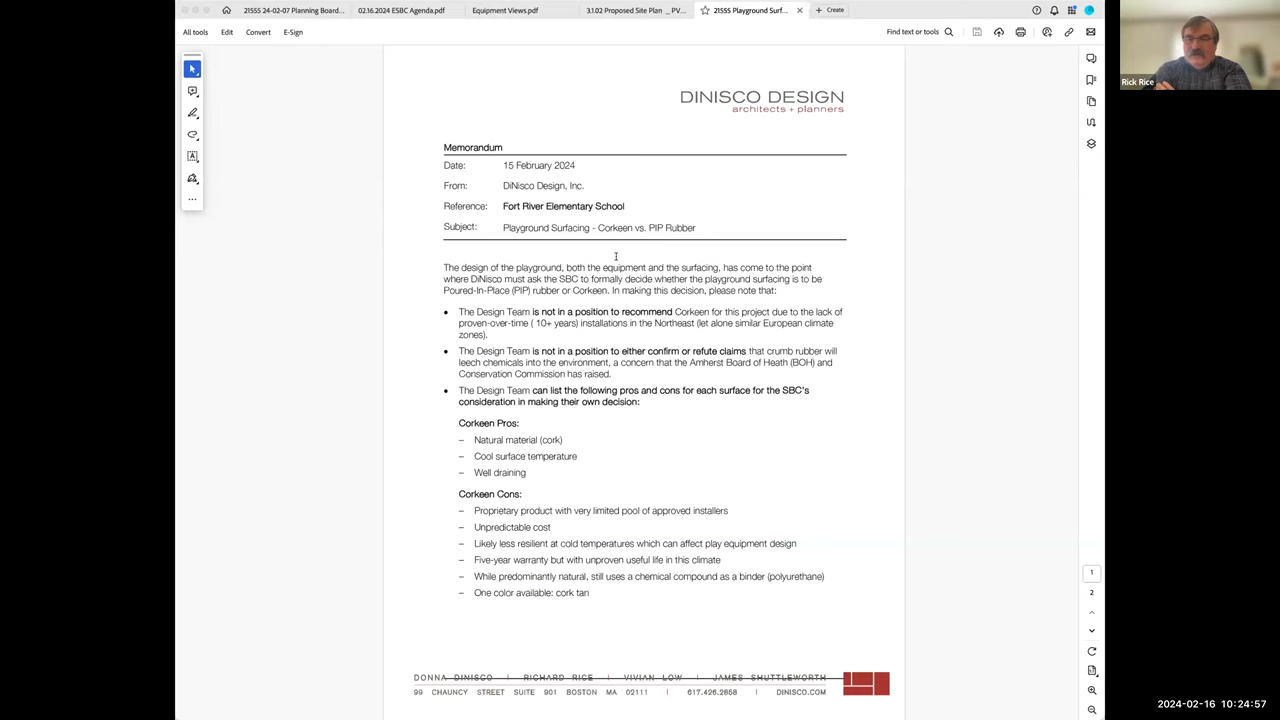 21555 24-02-07 Planning Board...
02.16.2024 ESBC Agenda.pdf
Equipment Views.pdf
3.1.02 Proposed Site Plan _ PV...
21555 Playground Surf...
Create
All tools
Edit
Convert
E-Sign
Find text or tools
Rick Rice
DINISCO DESIGN
architects + planners
Memorandum
Date: 15 February 2024
From: DiNisco Design, Inc.
Reference: Fort River Elementary School
Subject: Playground Surfacing - Corkeen vs. PIP Rubber
The design of the playground, both the equipment and the surfacing, has come to the point
where DiNisco must ask the SBC to formally decide whether the playground surfacing is to be
Poured-In-Place (PIP) rubber or Corkeen. In making this decision, please note that:
• The Design Team is not in a position to recommend Corkeen for this project due to the lack of
proven-over-time ( 10+ years) installations in the Northeast (let alone similar European climate
zones).
• The Design Team is not in a position to either confirm or refute claims that crumb rubber will
leech chemicals into the environment, a concern that the Amherst Board of Heath (BOH) and
Conservation Commission has raised.
• The Design Team can list the following pros and cons for each surface for the SBC's
consideration in making their own decision:
Corkeen Pros:
– Natural material (cork)
– Cool surface temperature
– Well draining
Corkeen Cons:
– Proprietary product with very limited pool of approved installers
– Unpredictable cost
– Likely less resilient at cold temperatures which can affect play equipment design
– Five-year warranty but with unproven useful life in this climate
– While predominantly natural, still uses a chemical compound as a binder (polyurethane)
– One color available: cork tan
1
2
DONNA DINISCO | RICHARD RICE | VIVIAN LOW | JAMES SHUTTLEWORTH
99 CHAUNCY STREET SUITE 901 BOSTON MA 02111 | 617.426.2858 | DINISCO.COM
2024-02-16 10:24:57